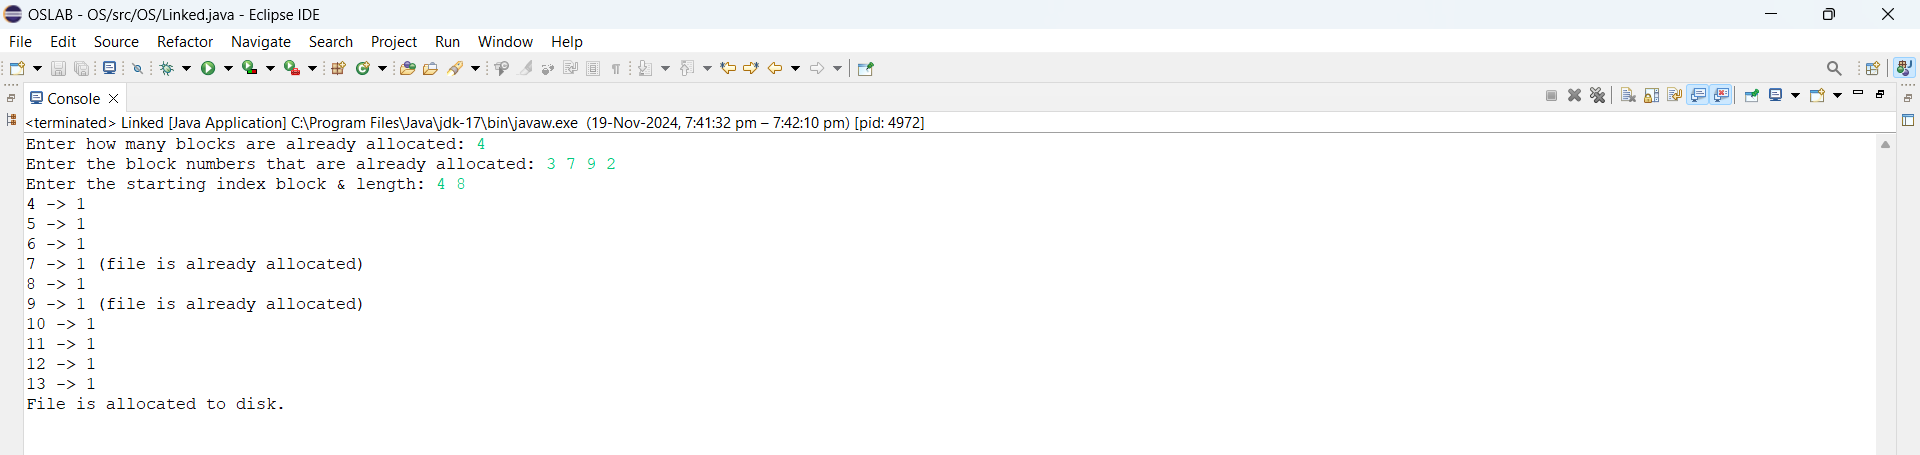 OSLAB - OS/src/OS/Linked.java - Eclipse IDE
File Edit Source Refactor Navigate Search Project Run Window Help
Console
<terminated> Linked [Java Application] C:\Program Files\Java\jdk-17\bin\javaw.exe (19-Nov-2024, 7:41:32 pm – 7:42:10 pm) [pid: 4972]
Enter how many blocks are already allocated: 4
Enter the block numbers that are already allocated: 3 7 9 2
Enter the starting index block & length: 4 8
4 -> 1
5 -> 1
6 -> 1
7 -> 1 (file is already allocated)
8 -> 1
9 -> 1 (file is already allocated)
10 -> 1
11 -> 1
12 -> 1
13 -> 1
File is allocated to disk.